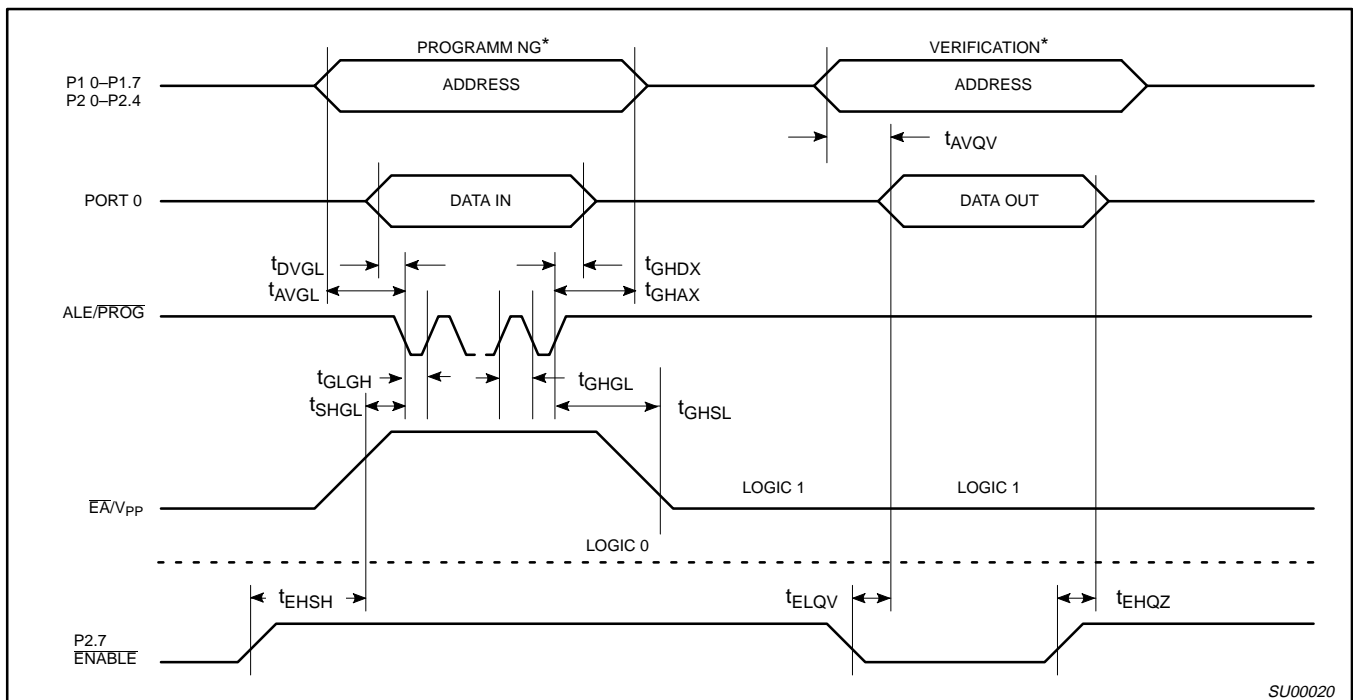 PROGRAMM NG*
VERIFICATION*
P1 0–P1.7
P2 0–P2.4
ADDRESS
ADDRESS
tAVQV
PORT 0
DATA IN
DATA OUT
tDVGL
tGHDX
tAVGL
tGHAX
ALE/PROG
tGLGH
tGHGL
tSHGL
tGHSL
LOGIC 1
LOGIC 1
EA/VPP
LOGIC 0
tEHSH
tELQV
tEHQZ
P2.7
ENABLE
SU00020